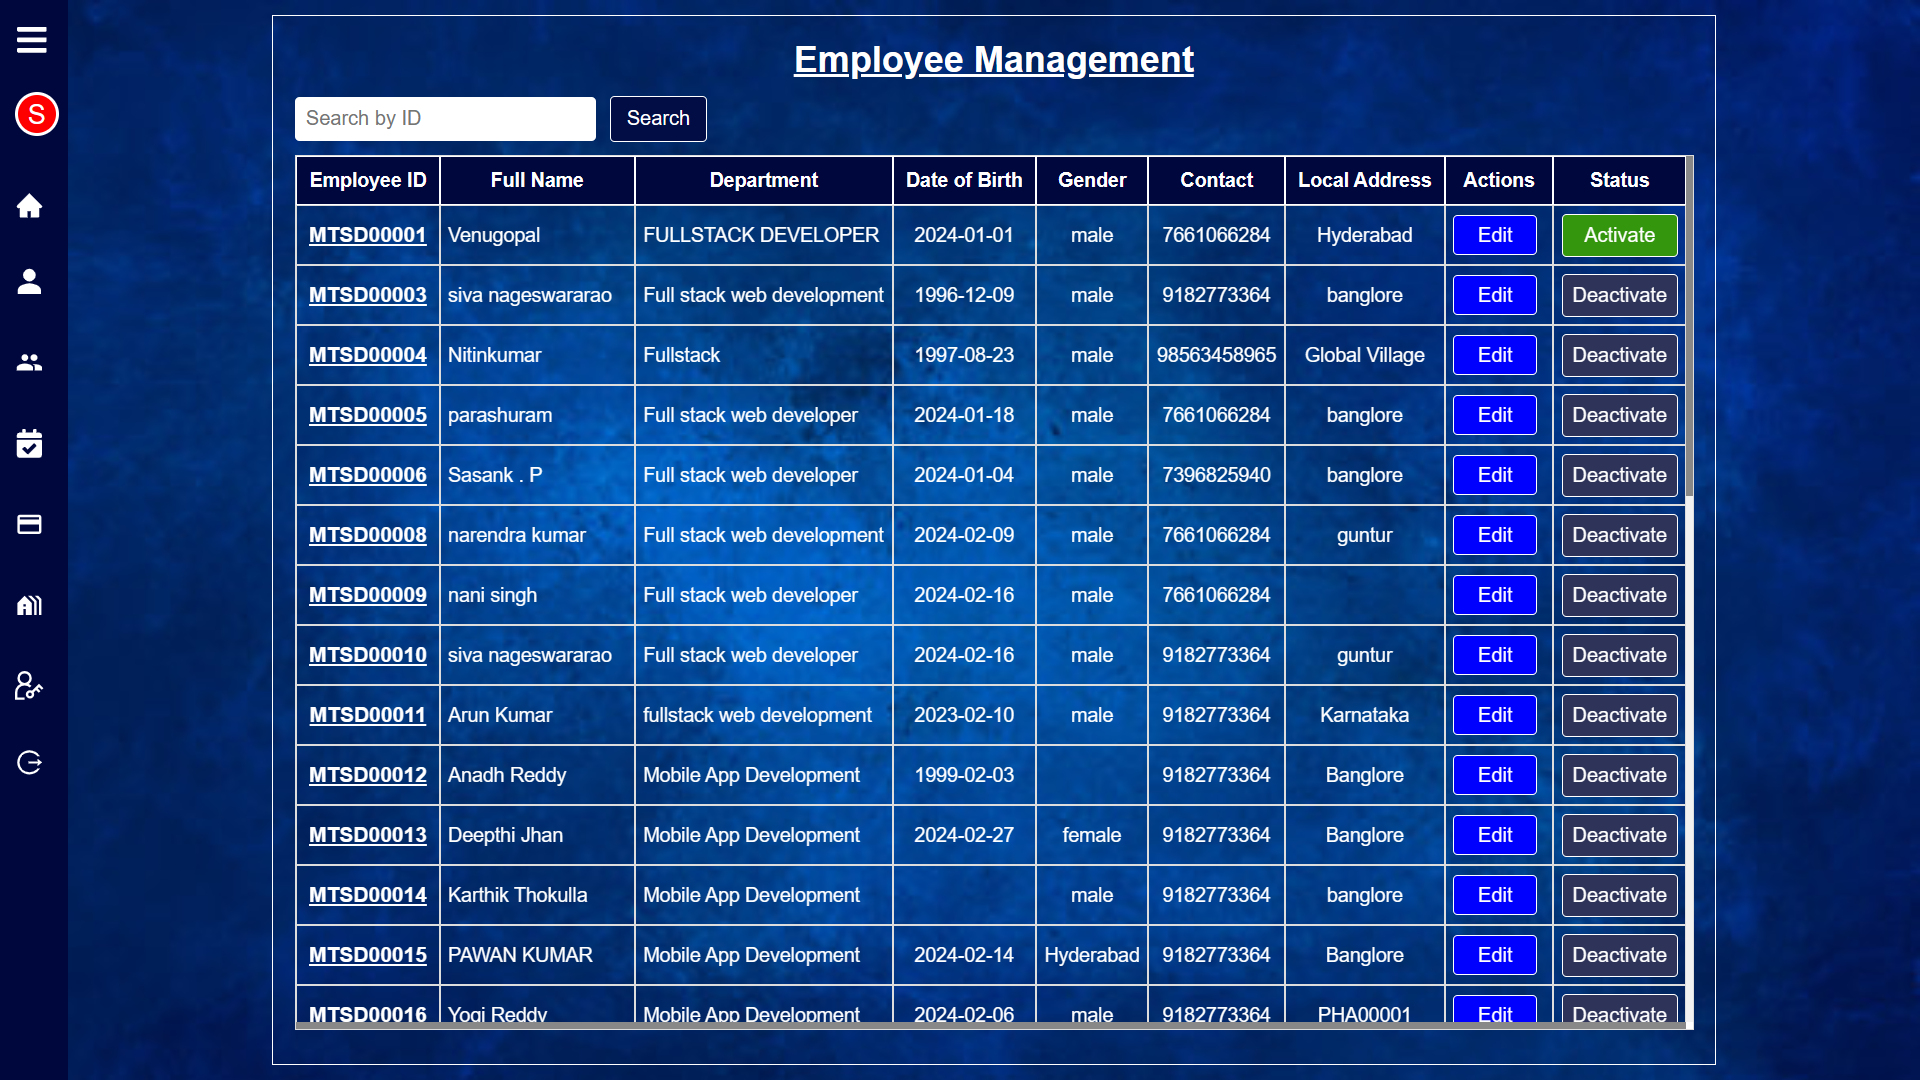 S
Employee Management
Search by ID Search
Employee ID Full Name Department Date of Birth Gender Contact Local Address Actions Status
MTSD00001 Venugopal FULLSTACK DEVELOPER 2024-01-01 male 7661066284 Hyderabad Edit Activate
MTSD00003 siva nageswararao Full stack web development 1996-12-09 male 9182773364 banglore Edit Deactivate
MTSD00004 Nitinkumar Fullstack 1997-08-23 male 98563458965 Global Village Edit Deactivate
MTSD00005 parashuram Full stack web developer 2024-01-18 male 7661066284 banglore Edit Deactivate
MTSD00006 Sasank . P Full stack web developer 2024-01-04 male 7396825940 banglore Edit Deactivate
MTSD00008 narendra kumar Full stack web development 2024-02-09 male 7661066284 guntur Edit Deactivate
MTSD00009 nani singh Full stack web developer 2024-02-16 male 7661066284 Edit Deactivate
MTSD00010 siva nageswararao Full stack web developer 2024-02-16 male 9182773364 guntur Edit Deactivate
MTSD00011 Arun Kumar fullstack web development 2023-02-10 male 9182773364 Karnataka Edit Deactivate
MTSD00012 Anadh Reddy Mobile App Development 1999-02-03 9182773364 Banglore Edit Deactivate
MTSD00013 Deepthi Jhan Mobile App Development 2024-02-27 female 9182773364 Banglore Edit Deactivate
MTSD00014 Karthik Thokulla Mobile App Development male 9182773364 banglore Edit Deactivate
MTSD00015 PAWAN KUMAR Mobile App Development 2024-02-14 Hyderabad 9182773364 Banglore Edit Deactivate
MTSD00016 Yogi Reddy Mobile App Development 2024-02-06 male 9182773364 PHA00001 Edit Deactivate